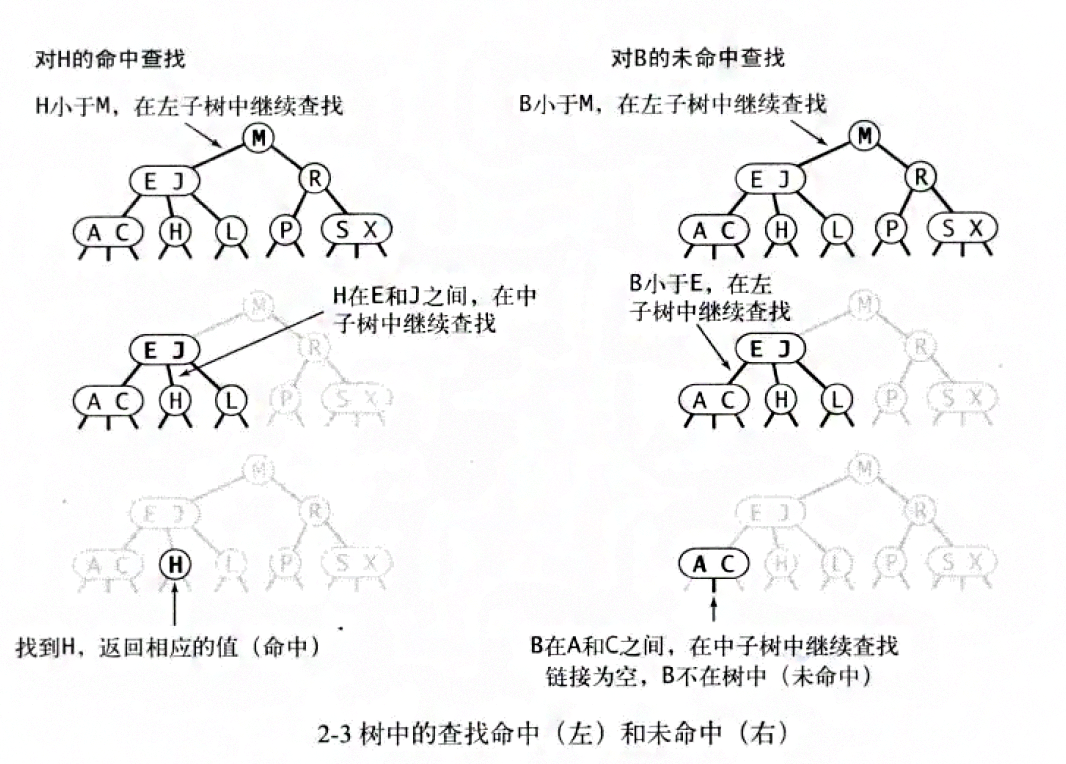 对H的命中查找
H小于M，在左子树中继续查找
M
E J
R
A C
H
L
P
S X
H在E和J之间，在中
子树中继续查找
M
E J
R
A C
H
L
P
S X
M
E J
R
A C
H
L
P
S X
找到H，返回相应的值（命中）
对B的未命中查找
B小于M，在左子树中继续查找
M
E J
R
A C
H
L
P
S X
B小于E，在左
子树中继续查找
M
E J
R
A C
H
L
P
S X
M
E J
R
A C
H
L
P
S X
B在A和C之间，在中子树中继续查找
链接为空，B不在树中（未命中）
2-3 树中的查找命中（左）和未命中（右）